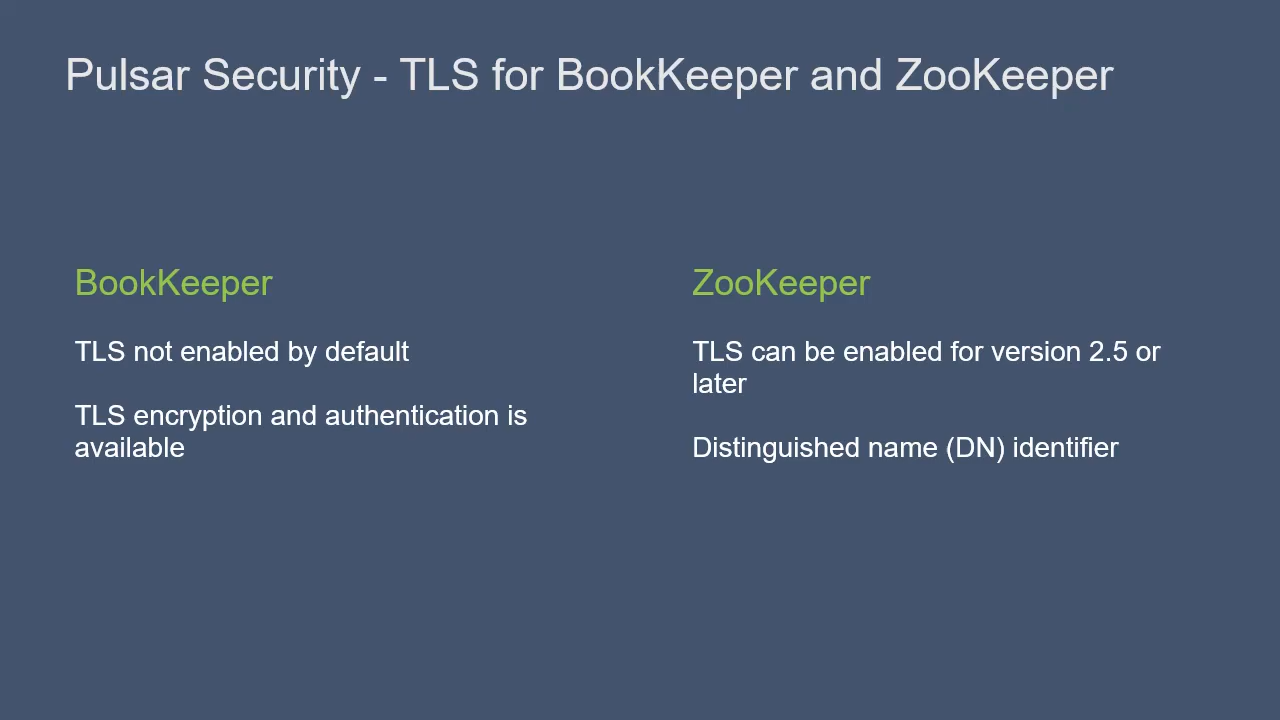 Pulsar Security - TLS for BookKeeper and ZooKeeper
BookKeeper
TLS not enabled by default
TLS encryption and authentication is
available
ZooKeeper
TLS can be enabled for version 2.5 or
later
Distinguished name (DN) identifier